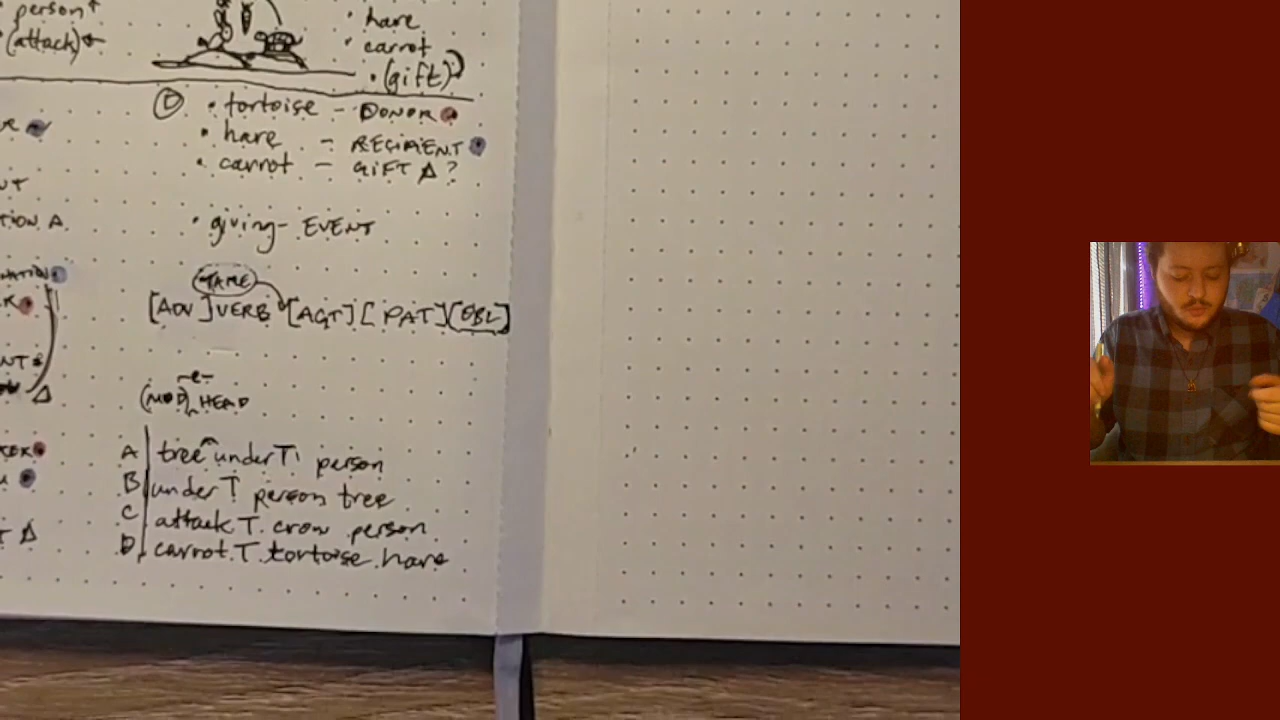 person↑
(attack)←
• hare
• carrot
• (gift)
Ⓓ • tortoise – DONOR
• hare – RECIPIENT
• carrot – GIFT Δ?
• giving – EVENT
TAME
[ADV] VERB [AGT] [PAT] [OBL]
(MOD) -e- HEAD
A | tree under T person
B | under T person tree
C | attack T crow person
D | carrot T tortoise hare